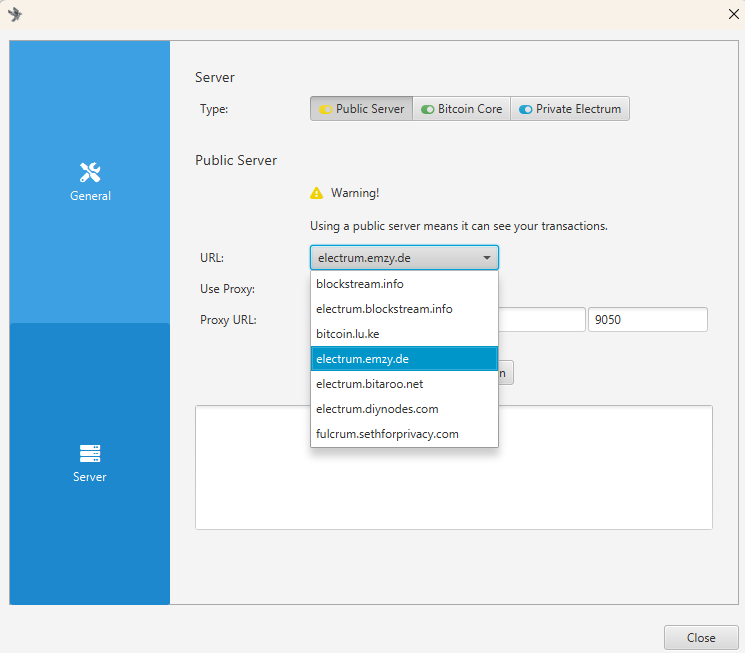 Server
Type:
Public Server
Bitcoin Core
Private Electrum
Public Server
Warning!
Using a public server means it can see your transactions.
URL:
electrum.emzy.de
blockstream.info
electrum.blockstream.info
bitcoin.lu.ke
electrum.emzy.de
electrum.bitaroo.net
electrum.diynodes.com
fulcrum.sethforprivacy.com
Use Proxy:
Proxy URL:
9050
General
Server
Close